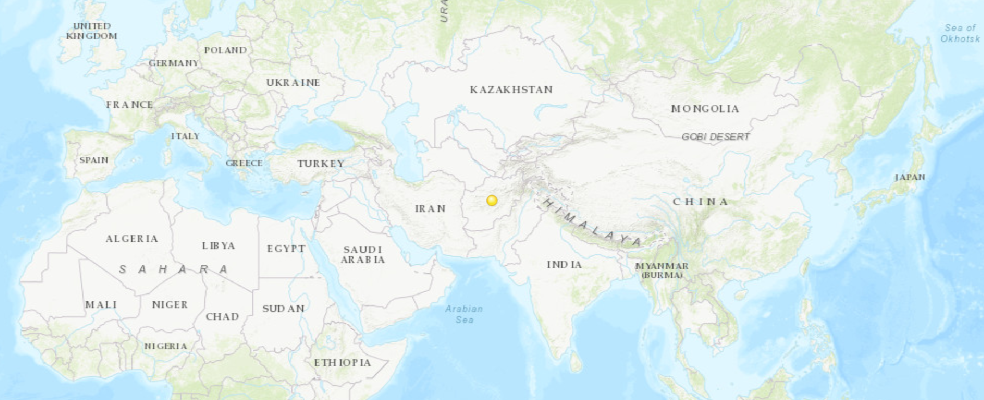 UNITED
KINGDOM
URA
Sea of
Okhotsk
POLAND
GERMANY
UKRAINE
KAZAKHSTAN
FRANCE
MONGOLIA
ITALY
GOBI DESERT
SPAIN
GREECE
TURKEY
JAPAN
IRAN
CHINA
HIMALAYA
ALGERIA
LIBYA
EGYPT
SAUDI
ARABIA
INDIA
MYANMAR
(BURMA)
SAHARA
MALI
NIGER
CHAD
SUDAN
Arabian
Sea
NIGERIA
ETHIOPIA